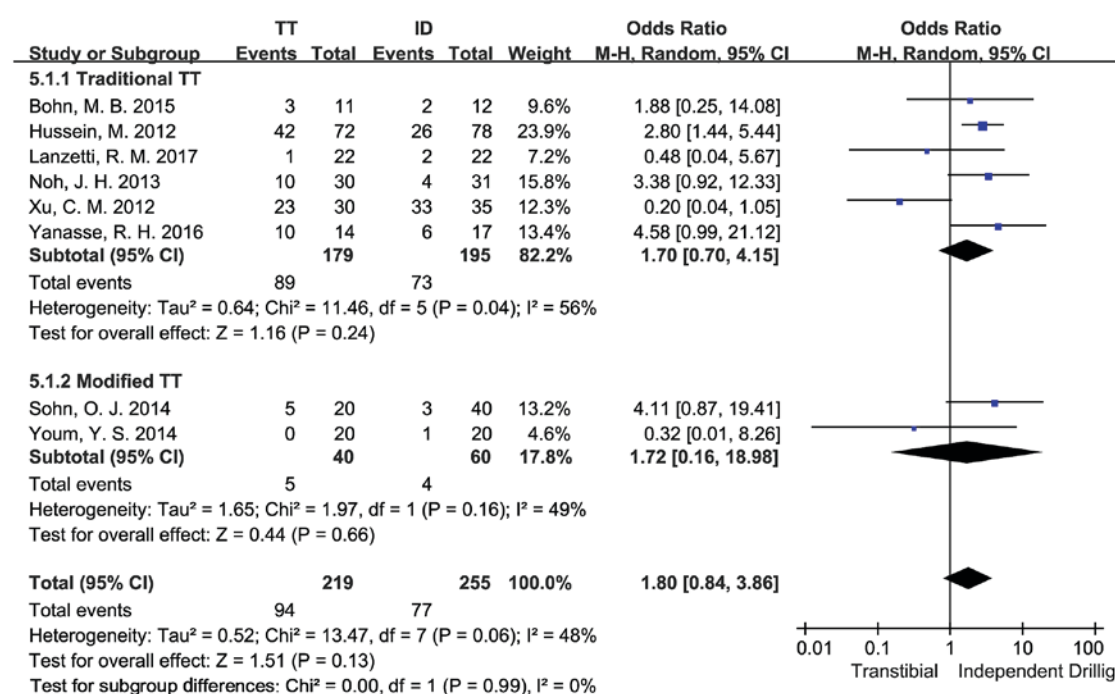 TT ID Odds Ratio Odds Ratio
Study or Subgroup Events Total Events Total Weight M-H, Random, 95% CI M-H, Random, 95% CI
5.1.1 Traditional TT
Bohn, M. B. 2015 3 11 2 12 9.6% 1.88 [0.25, 14.08]
Hussein, M. 2012 42 72 26 78 23.9% 2.80 [1.44, 5.44]
Lanzetti, R. M. 2017 1 22 2 22 7.2% 0.48 [0.04, 5.67]
Noh, J. H. 2013 10 30 4 31 15.8% 3.38 [0.92, 12.33]
Xu, C. M. 2012 23 30 33 35 12.3% 0.20 [0.04, 1.05]
Yanasse, R. H. 2016 10 14 6 17 13.4% 4.58 [0.99, 21.12]
Subtotal (95% CI) 179 195 82.2% 1.70 [0.70, 4.15]
Total events 89 73
Heterogeneity: Tau² = 0.64; Chi² = 11.46, df = 5 (P = 0.04); I² = 56%
Test for overall effect: Z = 1.16 (P = 0.24)
5.1.2 Modified TT
Sohn, O. J. 2014 5 20 3 40 13.2% 4.11 [0.87, 19.41]
Youm, Y. S. 2014 0 20 1 20 4.6% 0.32 [0.01, 8.26]
Subtotal (95% CI) 40 60 17.8% 1.72 [0.16, 18.98]
Total events 5 4
Heterogeneity: Tau² = 1.65; Chi² = 1.97, df = 1 (P = 0.16); I² = 49%
Test for overall effect: Z = 0.44 (P = 0.66)
Total (95% CI) 219 255 100.0% 1.80 [0.84, 3.86]
Total events 94 77
Heterogeneity: Tau² = 0.52; Chi² = 13.47, df = 7 (P = 0.06); I² = 48%
Test for overall effect: Z = 1.51 (P = 0.13)
Test for subgroup differences: Chi² = 0.00, df = 1 (P = 0.99), I² = 0%
0.01 0.1 1 10 100
Transtibial Independent Drillig